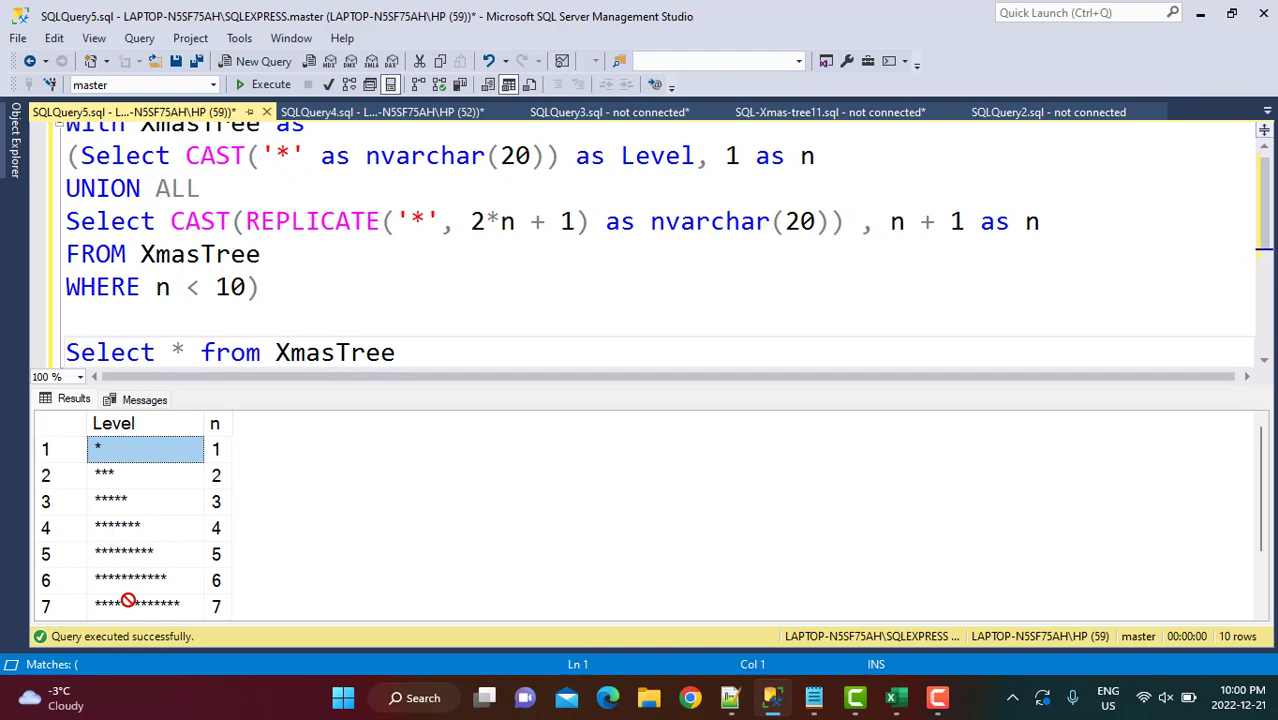 SQLQuery5.sql - LAPTOP-N5SF75AH\SQLEXPRESS.master (LAPTOP-N5SF75AH\HP (59))* - Microsoft SQL Server Management Studio
Quick Launch (Ctrl+Q)
File Edit View Query Project Tools Window Help
New Query
master
Execute
SQLQuery5.sql - L...-N5SF75AH\HP (59))* SQLQuery4.sql - L...-N5SF75AH\HP (52))* SQLQuery3.sql - not connected* SQL-Xmas-tree11.sql - not connected* SQLQuery2.sql - not connected*
Object Explorer
With XmasTree as
(Select CAST('*' as nvarchar(20)) as Level, 1 as n
UNION ALL
Select CAST(REPLICATE('*', 2*n + 1) as nvarchar(20)) , n + 1 as n
FROM XmasTree
WHERE n < 10)
Select * from XmasTree
100 %
Results Messages
Level n
1 * 1
2 *** 2
3 ***** 3
4 ******* 4
5 ********* 5
6 *********** 6
7 ************* 7
Query executed successfully.
LAPTOP-N5SF75AH\SQLEXPRESS ... LAPTOP-N5SF75AH\HP (59) master 00:00:00 10 rows
Matches: (
Ln 1 Col 1 INS
-3°C
Cloudy
Search
ENG
US
10:00 PM
2022-12-21